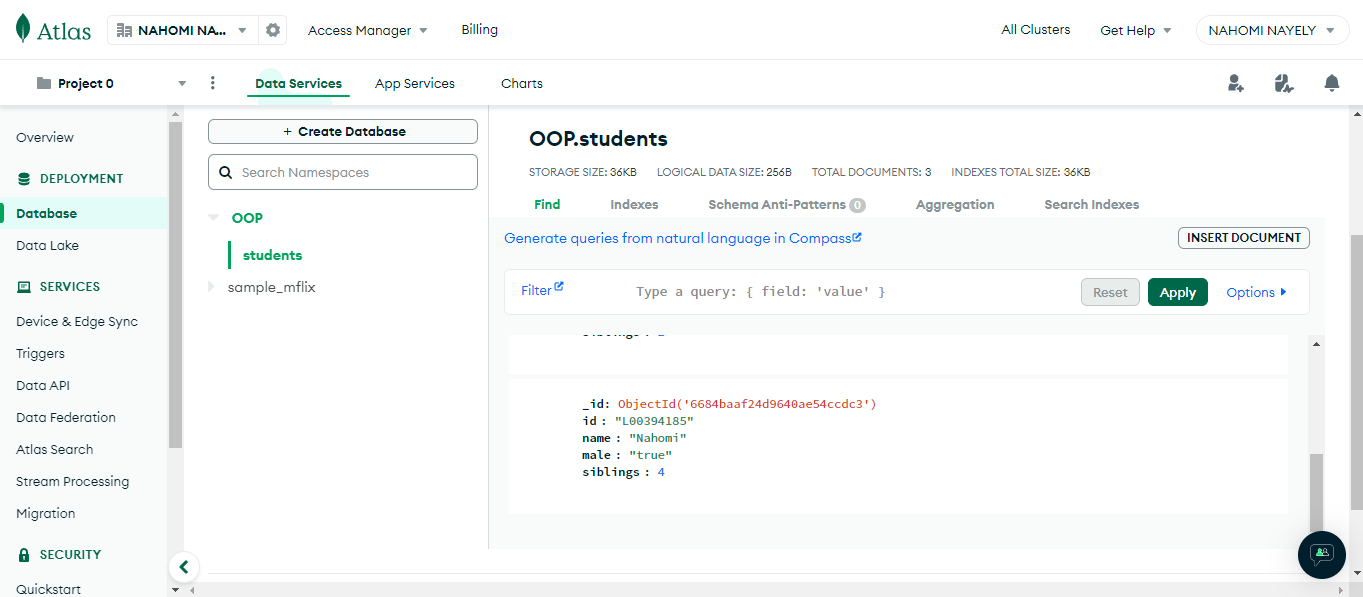 Atlas
NAHOMI NA...
Access Manager
Billing
All Clusters
Get Help
NAHOMI NAYELY
Project 0
Data Services
App Services
Charts
Overview
DEPLOYMENT
Database
Data Lake
SERVICES
Device & Edge Sync
Triggers
Data API
Data Federation
Atlas Search
Stream Processing
Migration
SECURITY
Quickstart
+ Create Database
Search Namespaces
OOP
students
sample_mflix
OOP.students
STORAGE SIZE: 36KB LOGICAL DATA SIZE: 256B TOTAL DOCUMENTS: 3 INDEXES TOTAL SIZE: 36KB
Find Indexes Schema Anti-Patterns 0 Aggregation Search Indexes
Generate queries from natural language in Compass
INSERT DOCUMENT
Filter
Type a query: { field: 'value' }
Reset
Apply
Options
_id: ObjectId('6684baaf24d9640ae54ccdc3')
id : "L00394185"
name : "Nahomi"
male : "true"
siblings : 4